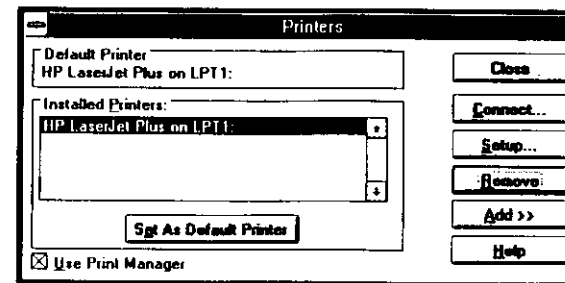 Printers
Default Printer
HP LaserJet Plus on LPT1:
Installed Printers:
HP LaserJet Plus on LPT1:
Set As Default Printer
Use Print Manager
Close
Connect...
Setup...
Remove
Add >>
Help